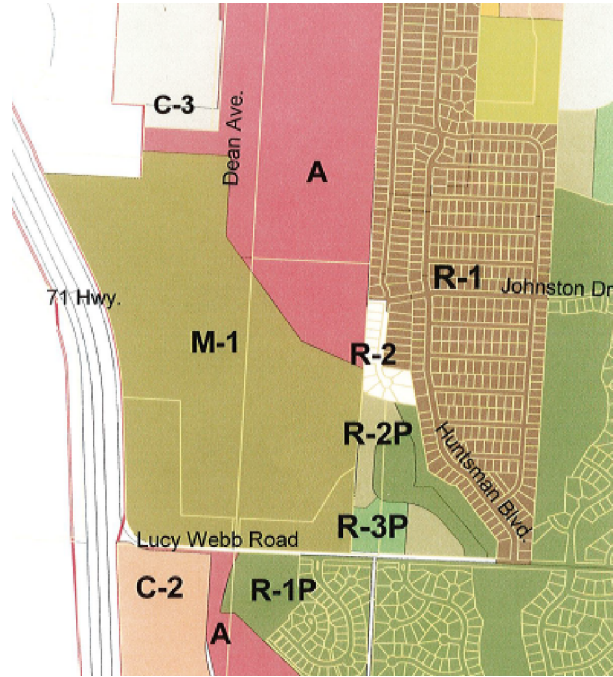 C-3
Dean Ave.
A
R-1
Johnston Dr
71 Hwy.
M-1
R-2
R-2P
Huntsman Blvd.
R-3P
Lucy Webb Road
C-2
R-1P
A